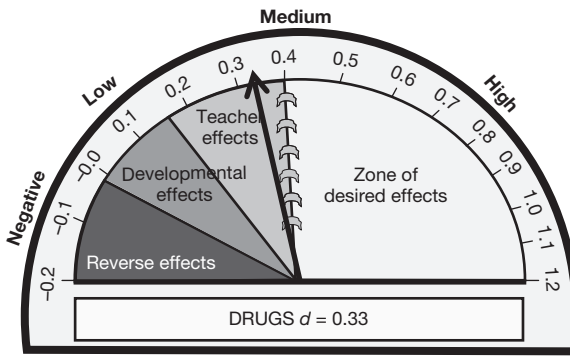 Medium
Low
High
Negative
-0.2
-0.1
-0.0
0.1
0.2
0.3
0.4
0.5
0.6
0.7
0.8
0.9
1.0
1.1
1.2
Teacher
effects
Developmental
effects
Reverse effects
Zone of
desired effects
DRUGS d = 0.33